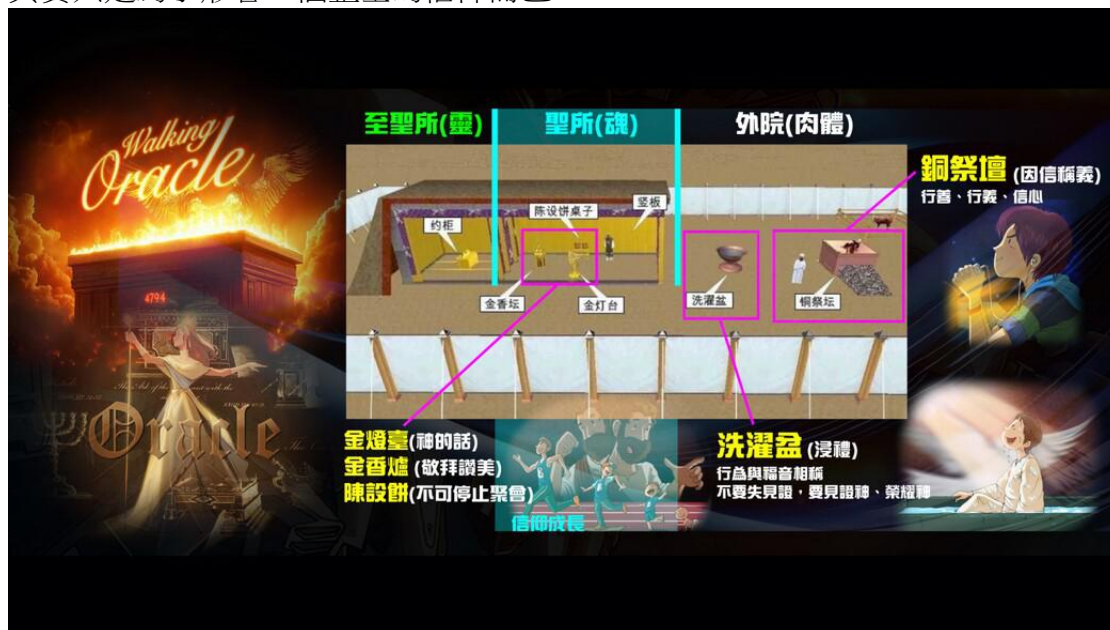 Walking
Oracle
4794
Oracle
至聖所(靈)
聖所(魂)
外院(肉體)
銅祭壇 (因信稱義)
行善、行義、信心
约柜
陈设饼桌子
竖板
金香坛
金灯台
洗濯盆
铜祭坛
金燈臺(神的話)
金香爐 (敬拜讚美)
陳設餅(不可停止聚會)
信仰成長
洗濯盆 (浸禮)
行為與福音相稱
不要失見證，要見證神、榮耀神